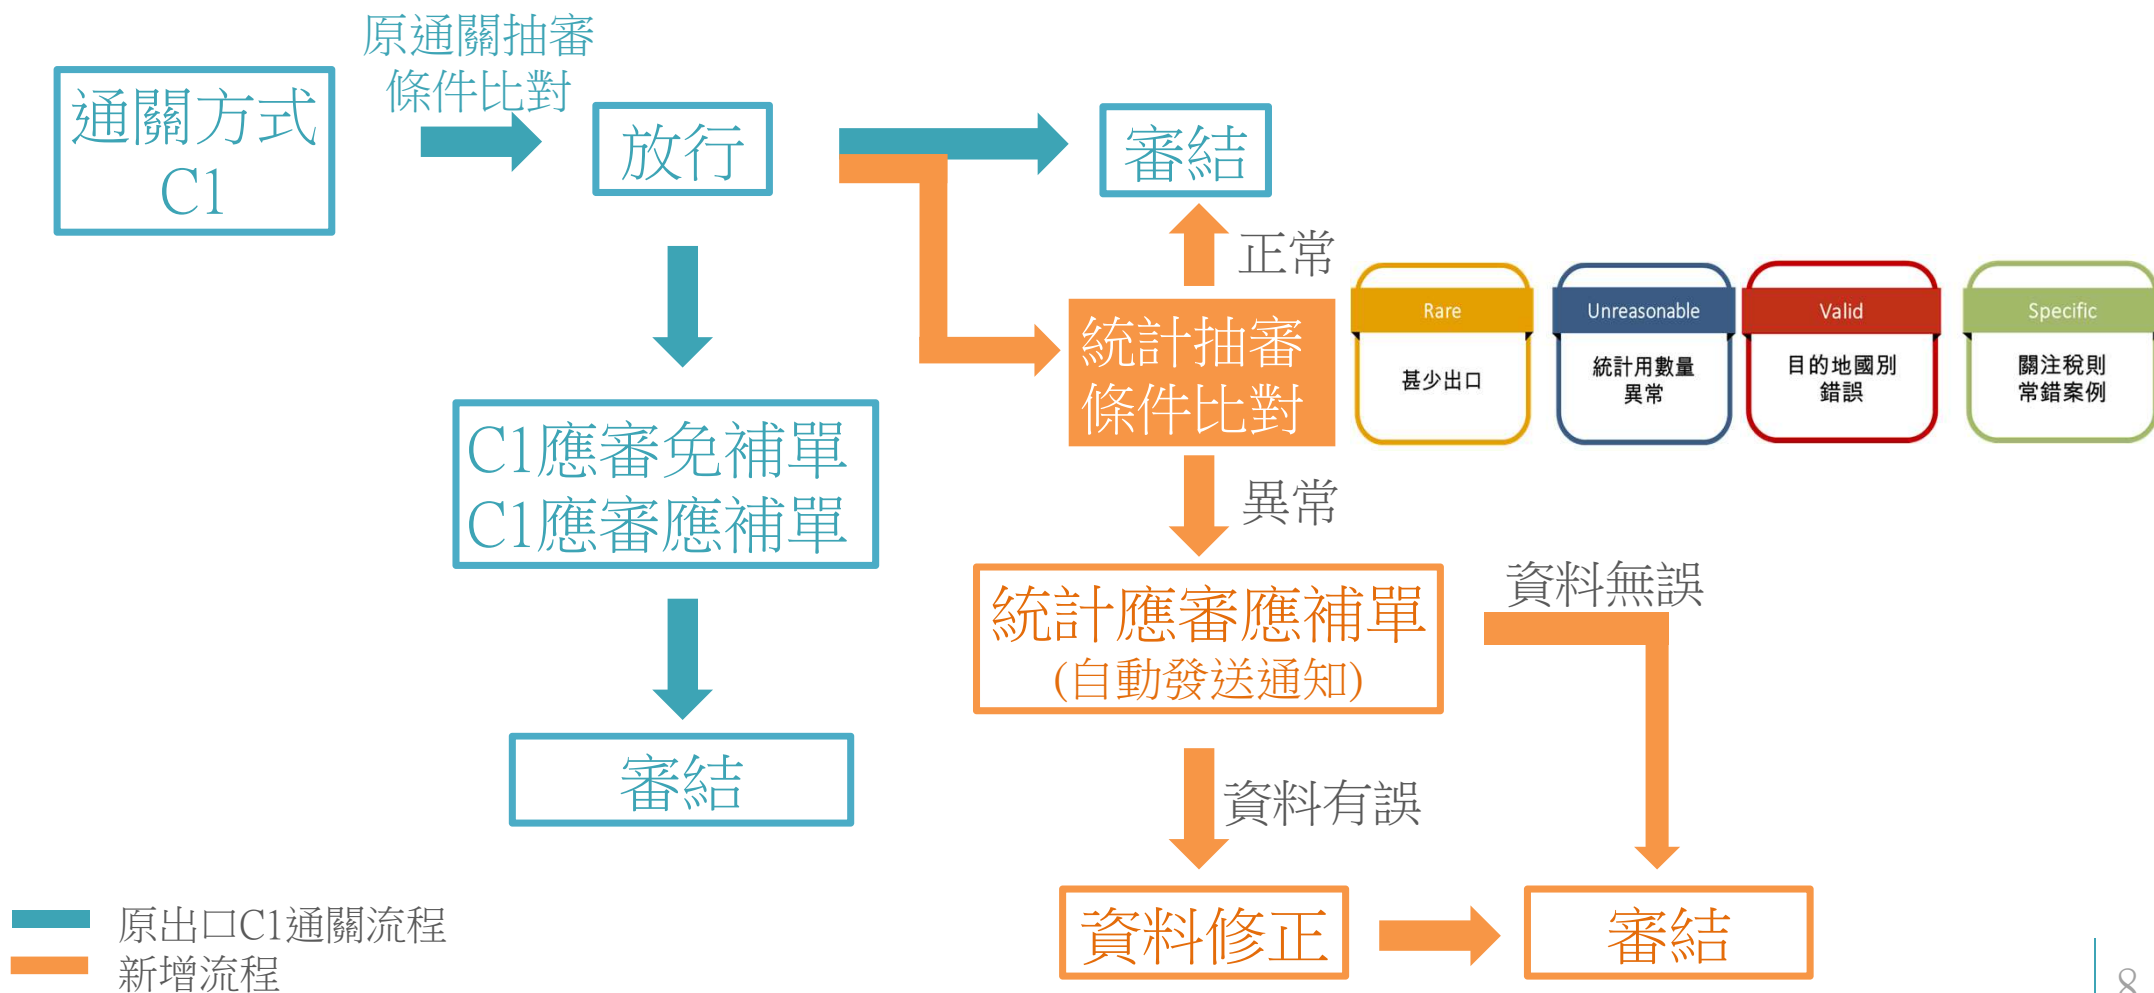 原通關抽審
條件比對
通關方式
C1
放行
審結
正常
統計抽審
條件比對
Rare
甚少出口
Unreasonable
統計用數量
異常
Valid
目的地國別
錯誤
Specific
關注稅則
常錯案例
C1應審免補單
C1應審應補單
異常
統計應審應補單
(自動發送通知)
資料無誤
審結
資料有誤
資料修正
審結
原出口C1通關流程
新增流程
8